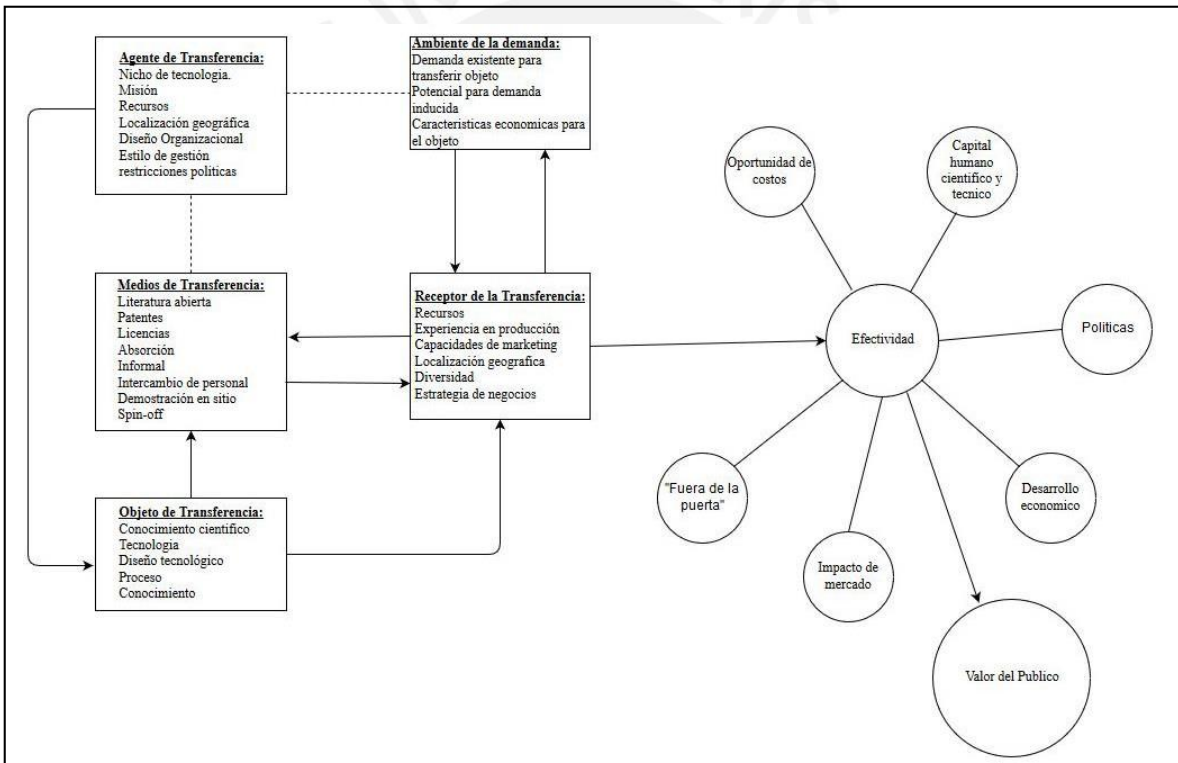 Agente de Transferencia:
Nicho de tecnologia.
Misión
Recursos
Localización geográfica
Diseño Organizacional
Estilo de gestión
restricciones politicas
Ambiente de la demanda:
Demanda existente para
transferir objeto
Potencial para demanda
inducida
Caracteristicas economicas para
el objeto
Medios de Transferencia:
Literatura abierta
Patentes
Licencias
Absorción
Informal
Intercambio de personal
Demostración en sitio
Spin-off
Receptor de la Transferencia:
Recursos
Experiencia en producción
Capacidades de marketing
Localización geografica
Diversidad
Estrategia de negocios
Objeto de Transferencia:
Conocimiento cientifico
Tecnologia
Diseño tecnológico
Proceso
Conocimiento
Oportunidad de
costos
Capital
humano
cientifico y
tecnico
Efectividad
Politicas
"Fuera de la
puerta"
Impacto de
mercado
Desarrollo
economico
Valor del Publico